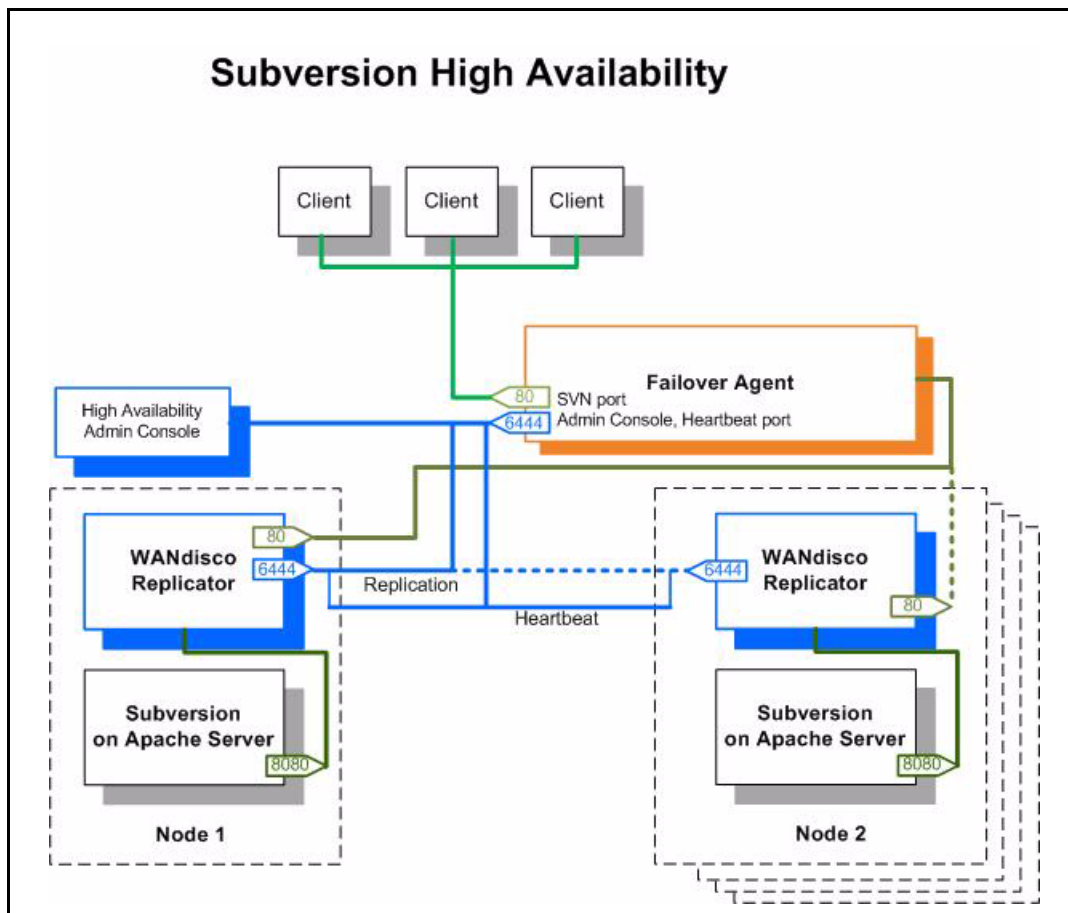 Subversion High Availability
Client
Client
Client
Failover Agent
80
SVN port
6444
Admin Console, Heartbeat port
High Availability
Admin Console
80
WANdisco
Replicator
6444
Replication
Heartbeat
6444
WANdisco
Replicator
80
Subversion
on Apache Server
8080
Node 1
Subversion
on Apache Server
8080
Node 2